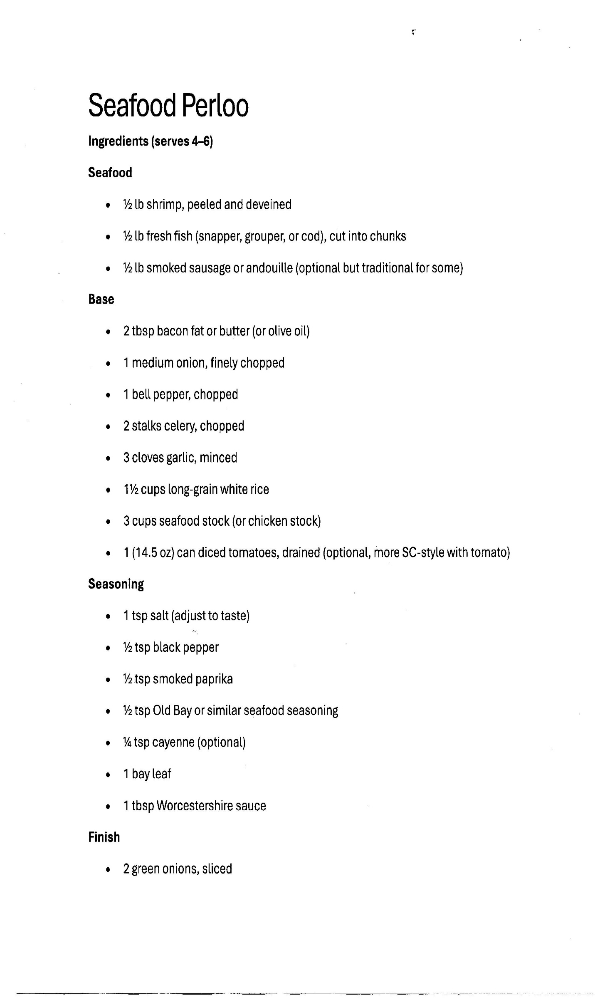 Seafood Perloo
Ingredients (serves 4–6)
Seafood
• ½ lb shrimp, peeled and deveined
• ½ lb fresh fish (snapper, grouper, or cod), cut into chunks
• ½ lb smoked sausage or andouille (optional but traditional for some)
Base
• 2 tbsp bacon fat or butter (or olive oil)
• 1 medium onion, finely chopped
• 1 bell pepper, chopped
• 2 stalks celery, chopped
• 3 cloves garlic, minced
• 1½ cups long-grain white rice
• 3 cups seafood stock (or chicken stock)
• 1 (14.5 oz) can diced tomatoes, drained (optional, more SC-style with tomato)
Seasoning
• 1 tsp salt (adjust to taste)
• ½ tsp black pepper
• ½ tsp smoked paprika
• ½ tsp Old Bay or similar seafood seasoning
• ¼ tsp cayenne (optional)
• 1 bay leaf
• 1 tbsp Worcestershire sauce
Finish
• 2 green onions, sliced